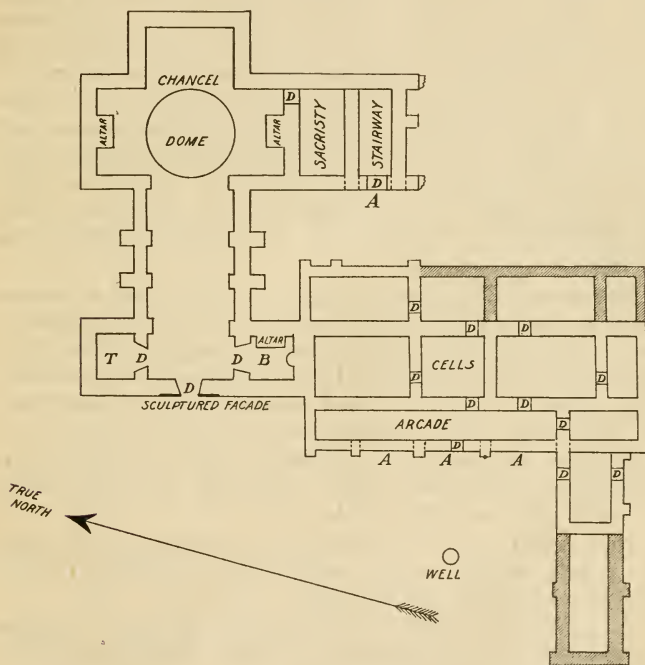 CHANCEL
ALTAR
DOME
ALTAR
D
SACRISTY
STAIRWAY
D
A
D
T
D
D
B
ALTAR
D
SCULPTURED FACADE
D
D
CELLS
D
D
D
D
ARCADE
D
A
A
D
A
D
D
TRUE
NORTH
WELL